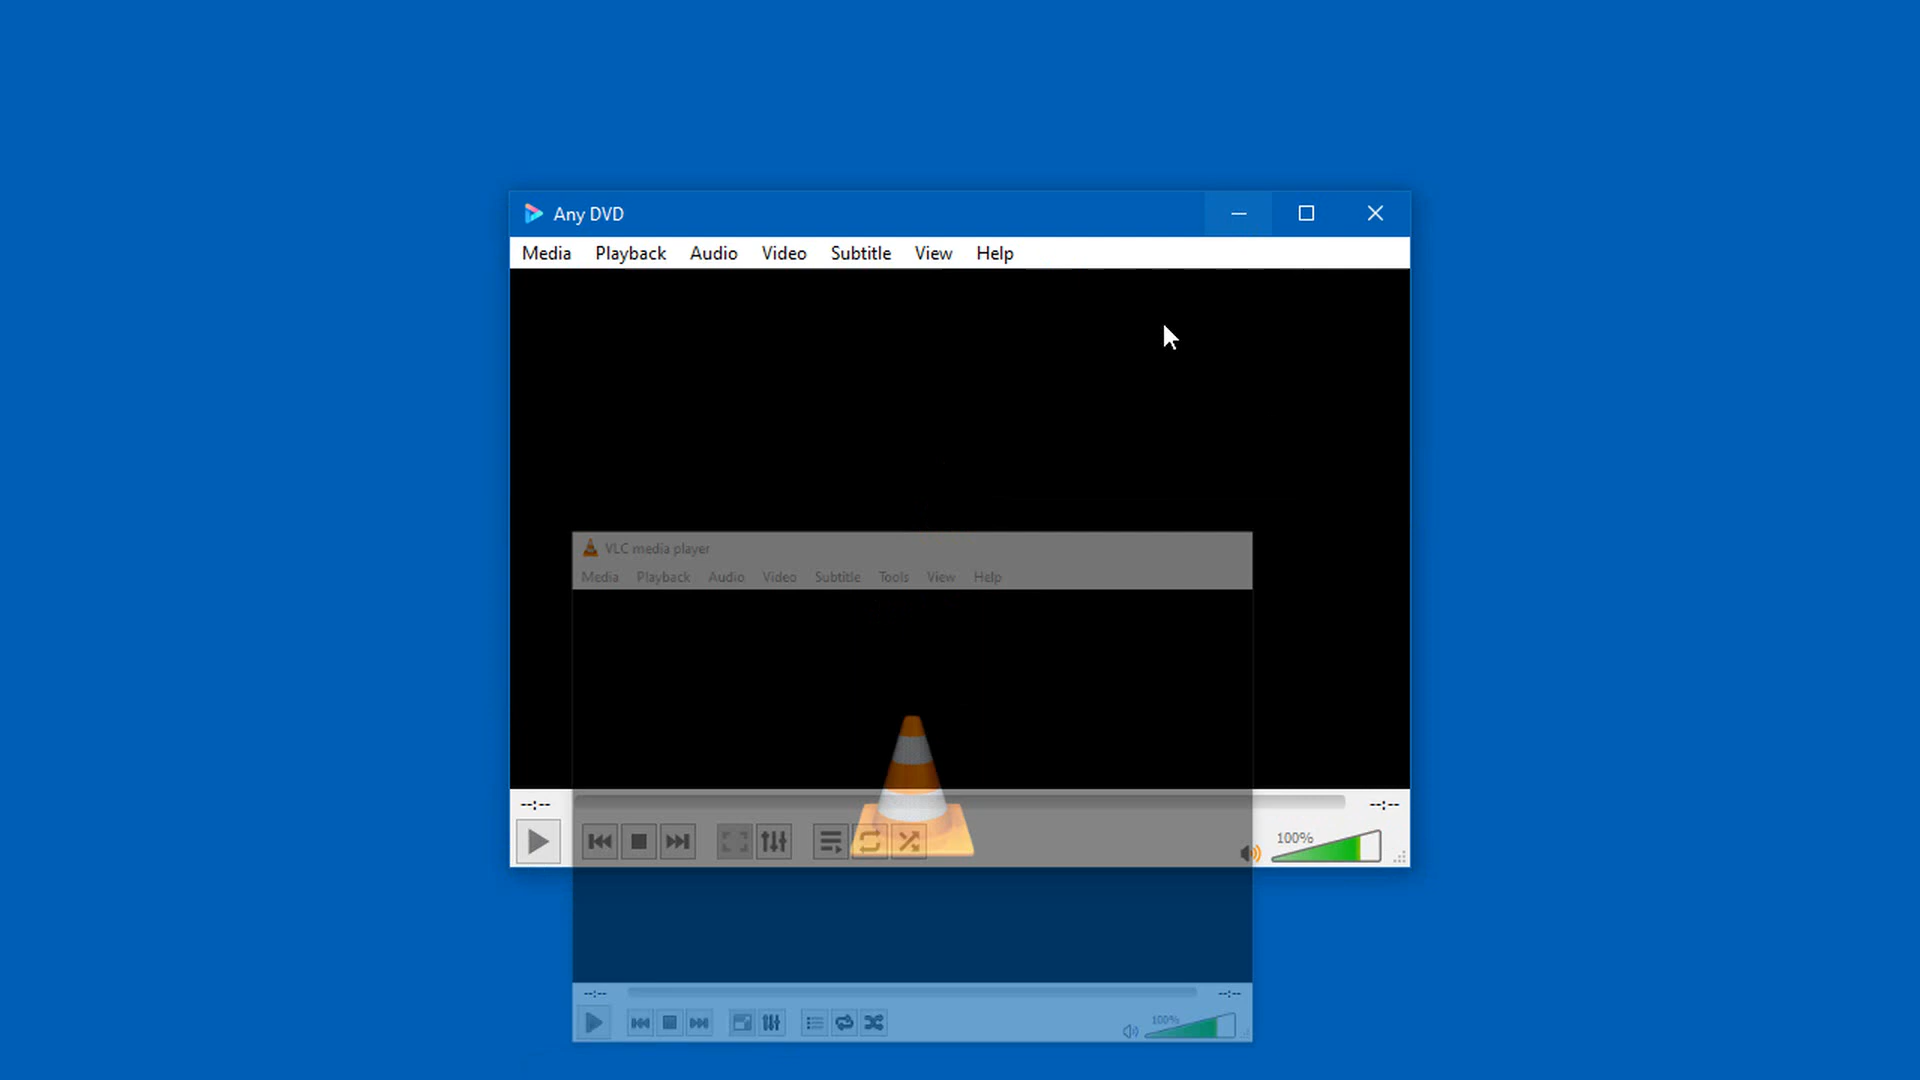 Any DVD
Media Playback Audio Video Subtitle View Help
VLC media player
Media Playback Audio Video Subtitle Tools View Help
--:-- --:--
100%
--:-- --:--
100%